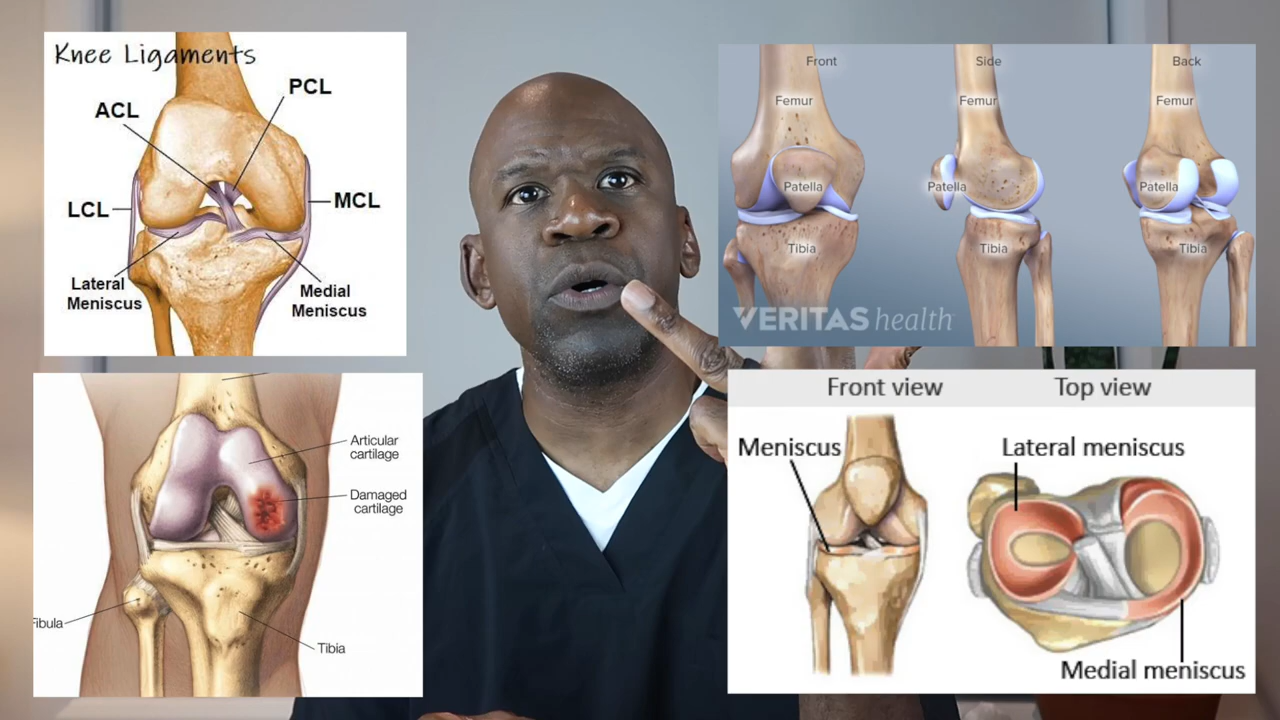 Knee Ligaments
PCL
ACL
LCL
MCL
Lateral
Meniscus
Medial
Meniscus
Front
Side
Back
Femur
Femur
Femur
Patella
Patella
Patella
Tibia
Tibia
Tibia
VERITAS health
Articular
cartilage
Damaged
cartilage
Fibula
Tibia
Front view
Top view
Meniscus
Lateral meniscus
Medial meniscus